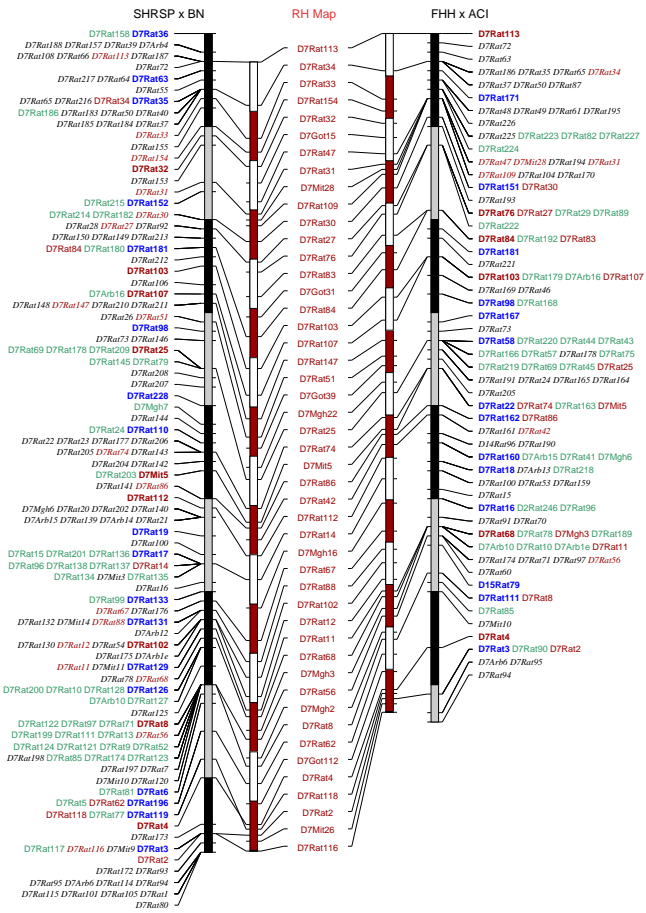 SHRSP x BN
D7Rat158 D7Rat36
D7Rat188 D7Rat157 D7Rat39 D7Arb4
D7Rat108 D7Rat66 D7Rat113 D7Rat187
D7Rat72
D7Rat217 D7Rat64 D7Rat63
D7Rat55
D7Rat65 D7Rat216 D7Rat34 D7Rat35
D7Rat186 D7Rat183 D7Rat50 D7Rat40
D7Rat185 D7Rat184 D7Rat37
D7Rat33
D7Rat155
D7Rat154
D7Rat32
D7Rat153
D7Rat31
D7Rat215 D7Rat152
D7Rat214 D7Rat182 D7Rat30
D7Rat28 D7Rat27 D7Rat92
D7Rat150 D7Rat149 D7Rat213
D7Rat84 D7Rat180 D7Rat181
D7Rat212
D7Rat103
D7Rat106
D7Arb16 D7Rat107
D7Rat148 D7Rat147 D7Rat210 D7Rat211
D7Rat26 D7Rat51
D7Rat98
D7Rat73 D7Rat146
D7Rat69 D7Rat178 D7Rat209 D7Rat25
D7Rat145 D7Rat79
D7Rat208
D7Rat207
D7Rat228
D7Mgh7
D7Rat144
D7Rat24 D7Rat110
D7Rat22 D7Rat23 D7Rat177 D7Rat206
D7Rat205 D7Rat74 D7Rat143
D7Rat204 D7Rat142
D7Rat203 D7Mit5
D7Rat141 D7Rat86
D7Rat112
D7Mgh6 D7Rat20 D7Rat202 D7Rat140
D7Arb15 D7Rat139 D7Arb14 D7Rat21
D7Rat19
D7Rat100
D7Rat15 D7Rat201 D7Rat136 D7Rat17
D7Rat96 D7Rat138 D7Rat137 D7Rat14
D7Rat134 D7Mit3 D7Rat135
D7Rat16
D7Rat99 D7Rat133
D7Rat67 D7Rat176
D7Rat132 D7Mit14 D7Rat88 D7Rat131
D7Arb12
D7Rat130 D7Rat12 D7Rat54 D7Rat102
D7Rat175 D7Arb1e
D7Rat11 D7Mit11 D7Rat129
D7Rat78 D7Rat68
D7Rat200 D7Rat10 D7Rat128 D7Rat126
D7Arb10 D7Rat127
D7Rat125
D7Rat122 D7Rat97 D7Rat71 D7Rat8
D7Rat199 D7Rat111 D7Rat13 D7Rat56
D7Rat124 D7Rat121 D7Rat9 D7Rat52
D7Rat198 D7Rat85 D7Rat174 D7Rat123
D7Rat197 D7Rat7
D7Mit10 D7Rat120
D7Rat81 D7Rat6
D7Rat5 D7Rat62 D7Rat196
D7Rat118 D7Rat77 D7Rat119
D7Rat4
D7Rat173
D7Rat117 D7Rat116 D7Mit9 D7Rat3
D7Rat2
D7Rat172 D7Rat93
D7Rat95 D7Arb6 D7Rat114 D7Rat94
D7Rat115 D7Rat101 D7Rat105 D7Rat1
D7Rat80
RH Map
D7Rat113
D7Rat34
D7Rat33
D7Rat154
D7Rat32
D7Got15
D7Rat47
D7Rat31
D7Mit28
D7Rat109
D7Rat30
D7Rat27
D7Rat76
D7Rat83
D7Got31
D7Rat84
D7Rat103
D7Rat107
D7Rat147
D7Rat51
D7Got39
D7Mgh22
D7Rat25
D7Rat74
D7Mit5
D7Rat86
D7Rat42
D7Rat112
D7Rat14
D7Mgh16
D7Rat67
D7Rat88
D7Rat102
D7Rat12
D7Rat11
D7Rat68
D7Mgh3
D7Rat56
D7Mgh2
D7Rat8
D7Rat62
D7Got112
D7Rat4
D7Rat118
D7Rat2
D7Mit26
D7Rat116
FHH x ACI
D7Rat113
D7Rat72
D7Rat63
D7Rat186 D7Rat35 D7Rat65 D7Rat34
D7Rat37 D7Rat50 D7Rat87
D7Rat171
D7Rat48 D7Rat49 D7Rat61 D7Rat195
D7Rat226
D7Rat225 D7Rat223 D7Rat82 D7Rat227
D7Rat224
D7Rat47 D7Mit28 D7Rat194 D7Rat31
D7Rat109 D7Rat104 D7Rat170
D7Rat151 D7Rat30
D7Rat193
D7Rat76 D7Rat27 D7Rat29 D7Rat89
D7Rat222
D7Rat84 D7Rat192 D7Rat83
D7Rat181
D7Rat221
D7Rat103 D7Rat179 D7Arb16 D7Rat107
D7Rat169 D7Rat46
D7Rat98 D7Rat168
D7Rat167
D7Rat73
D7Rat58 D7Rat220 D7Rat44 D7Rat43
D7Rat166 D7Rat57 D7Rat178 D7Rat75
D7Rat219 D7Rat69 D7Rat45 D7Rat25
D7Rat191 D7Rat24 D7Rat165 D7Rat164
D7Rat205
D7Rat22 D7Rat74 D7Rat163 D7Mit5
D7Rat162 D7Rat86
D7Rat161 D7Rat42
D14Rat96 D7Rat190
D7Rat160 D7Arb15 D7Rat41 D7Mgh6
D7Rat18 D7Arb13 D7Rat218
D7Rat100 D7Rat53 D7Rat159
D7Rat15
D7Rat16 D2Rat246 D7Rat96
D7Rat91 D7Rat70
D7Rat68 D7Rat78 D7Mgh3 D7Rat189
D7Arb10 D7Rat10 D7Arb1e D7Rat11
D7Rat174 D7Rat71 D7Rat97 D7Rat56
D7Rat60
D15Rat79
D7Rat111 D7Rat8
D7Rat85
D7Mit10
D7Rat4
D7Rat3 D7Rat90 D7Rat2
D7Arb6 D7Rat95
D7Rat94